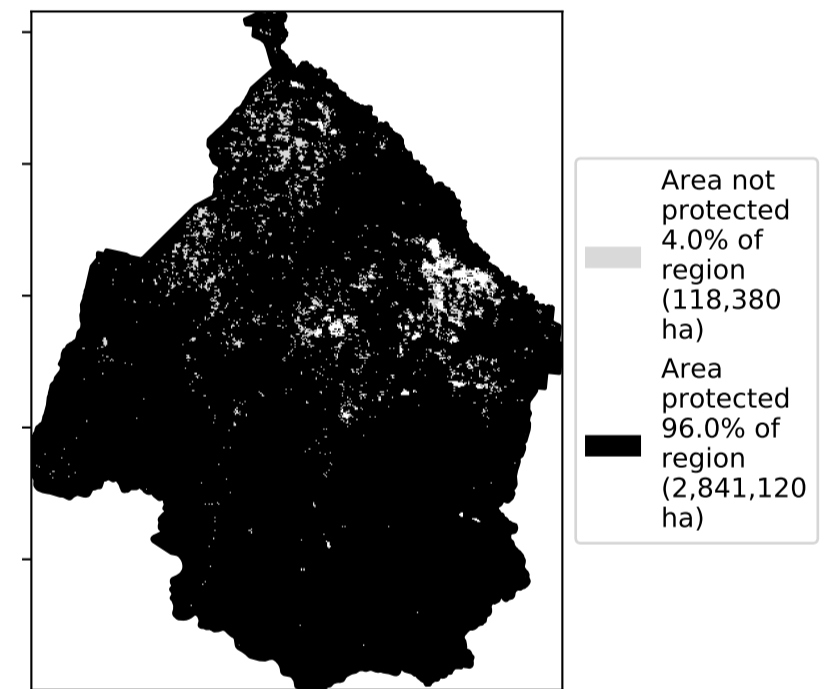 Area not
protected
4.0% of
region
(118,380
ha)
Area
protected
96.0% of
region
(2,841,120
ha)